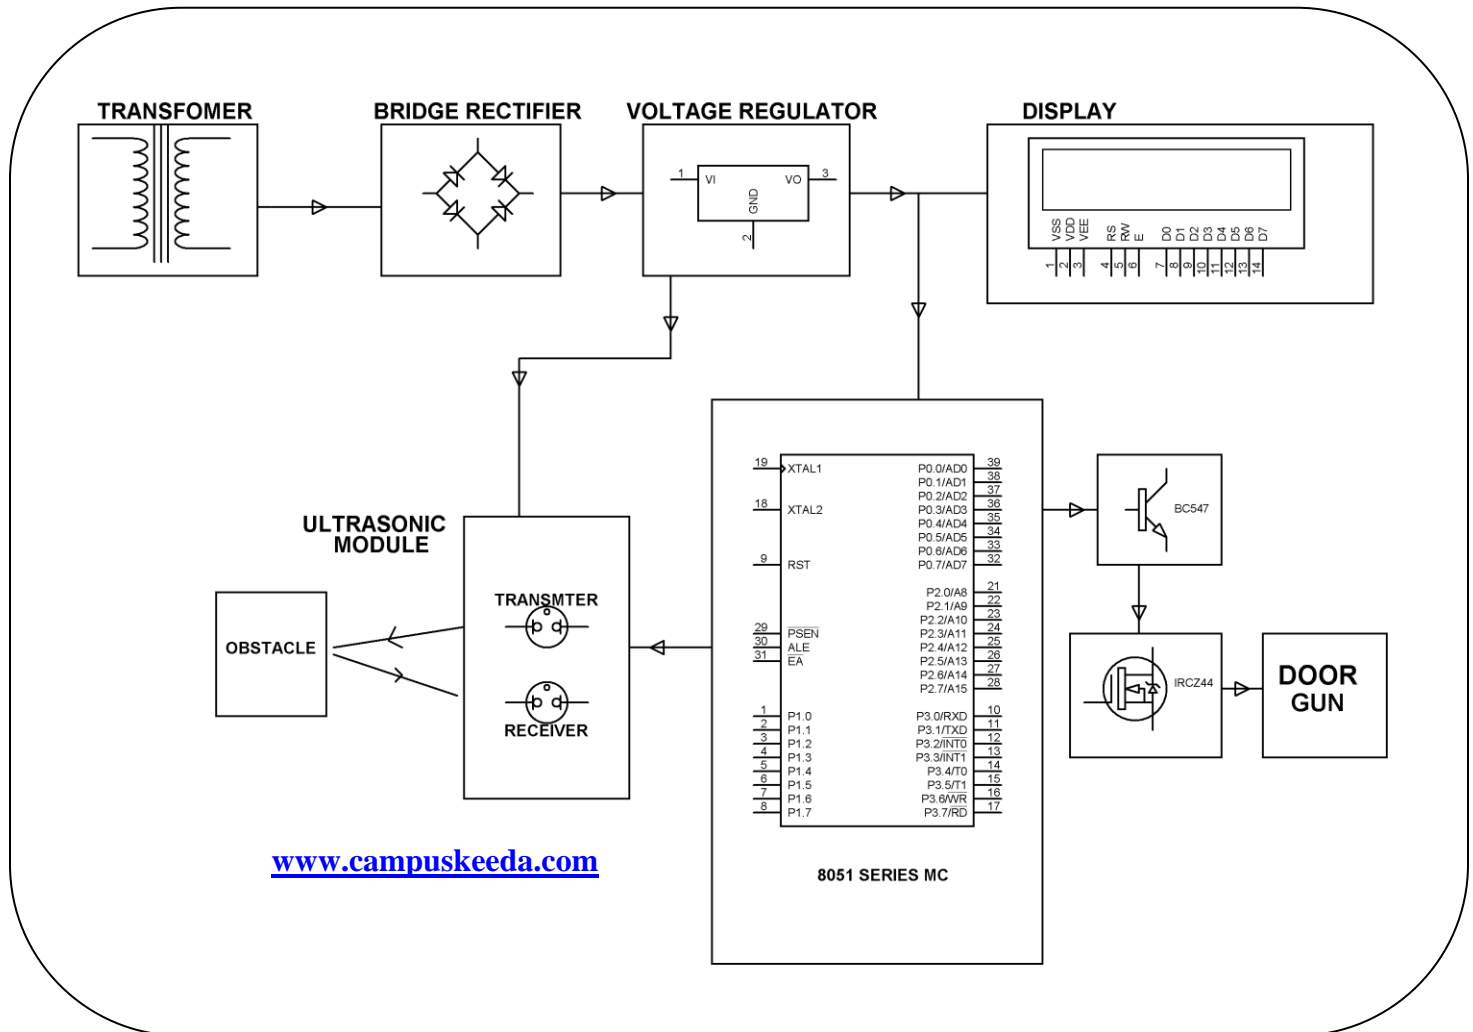 TRANSFOMER
BRIDGE RECTIFIER
VOLTAGE REGULATOR
DISPLAY
1
VI
VO
3
GND
2
VSS
VDD
VEE
RS
RW
E
D0
D1
D2
D3
D4
D5
D6
D7
1
2
3
4
5
6
7
8
9
10
11
12
13
14
ULTRASONIC
MODULE
TRANSMTER
RECEIVER
OBSTACLE
19 XTAL1
18 XTAL2
9 RST
29 PSEN
30 ALE
31 EA
1 P1.0
2 P1.1
3 P1.2
4 P1.3
5 P1.4
6 P1.5
7 P1.6
8 P1.7
P0.0/AD0 39
P0.1/AD1 38
P0.2/AD2 37
P0.3/AD3 36
P0.4/AD4 35
P0.5/AD5 34
P0.6/AD6 33
P0.7/AD7 32
P2.0/A8 21
P2.1/A9 22
P2.2/A10 23
P2.3/A11 24
P2.4/A12 25
P2.5/A13 26
P2.6/A14 27
P2.7/A15 28
P3.0/RXD 10
P3.1/TXD 11
P3.2/INT0 12
P3.3/INT1 13
P3.4/T0 14
P3.5/T1 15
P3.6/WR 16
P3.7/RD 17
8051 SERIES MC
BC547
IRCZ44
DOOR
GUN
www.campuskeeda.com